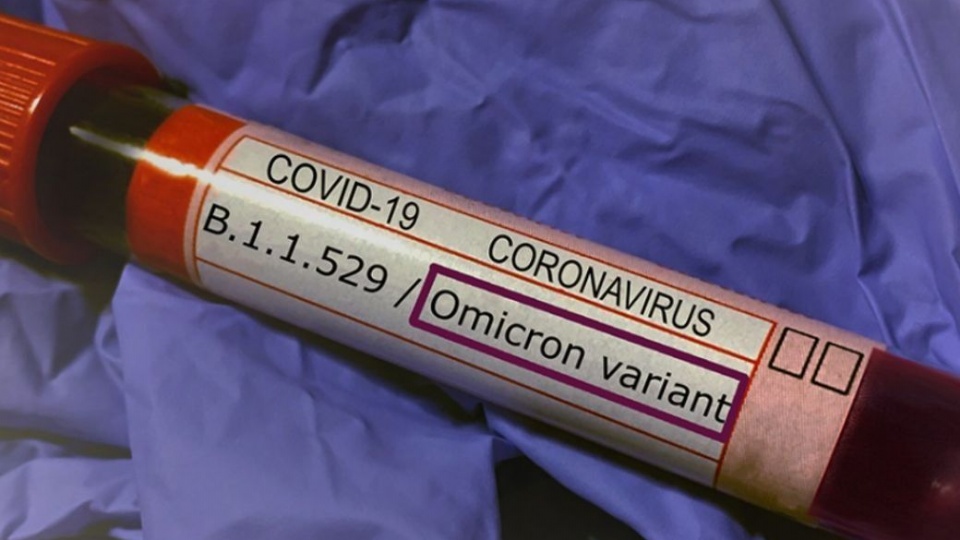 COVID-19 CORONAVIRUS
B.1.1.529 / Omicron variant